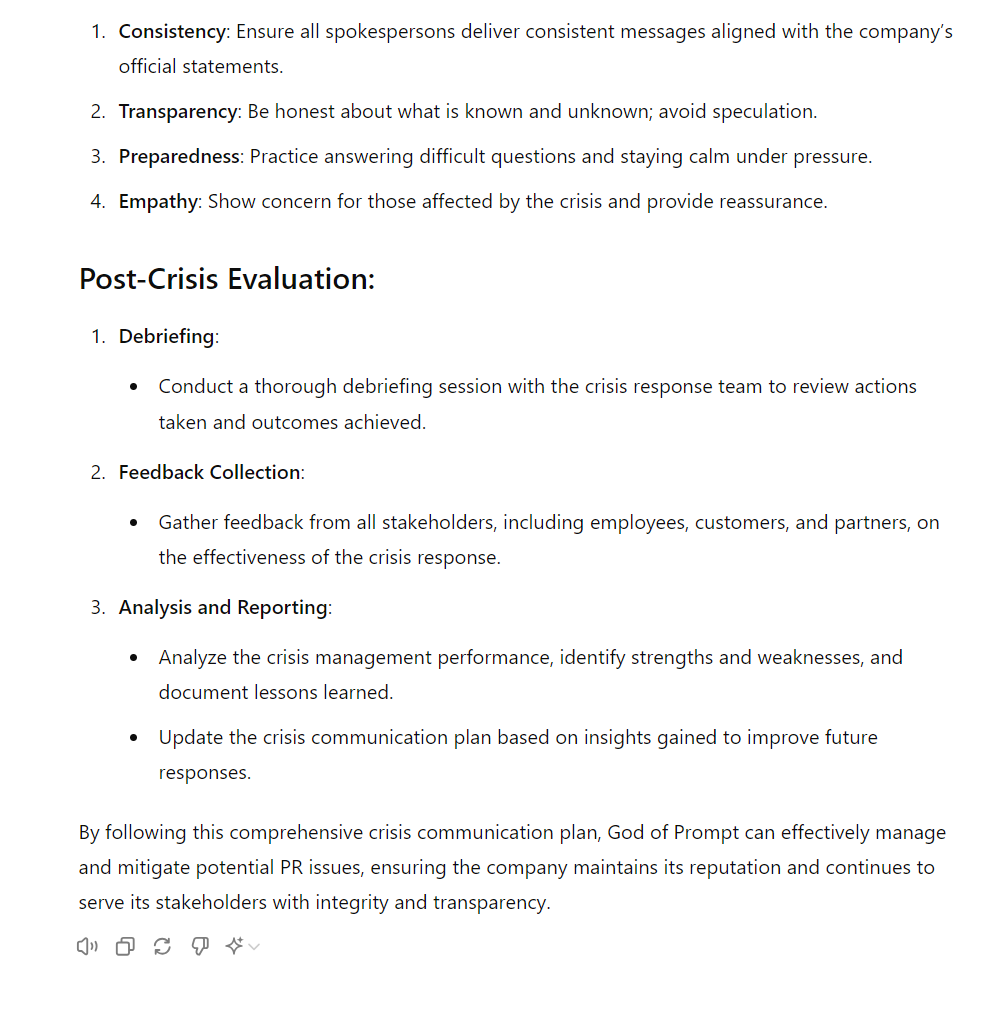 1. Consistency: Ensure all spokespersons deliver consistent messages aligned with the company's
official statements.
2. Transparency: Be honest about what is known and unknown; avoid speculation.
3. Preparedness: Practice answering difficult questions and staying calm under pressure.
4. Empathy: Show concern for those affected by the crisis and provide reassurance.
Post-Crisis Evaluation:
1. Debriefing:
• Conduct a thorough debriefing session with the crisis response team to review actions
taken and outcomes achieved.
2. Feedback Collection:
• Gather feedback from all stakeholders, including employees, customers, and partners, on
the effectiveness of the crisis response.
3. Analysis and Reporting:
• Analyze the crisis management performance, identify strengths and weaknesses, and
document lessons learned.
• Update the crisis communication plan based on insights gained to improve future
responses.
By following this comprehensive crisis communication plan, God of Prompt can effectively manage
and mitigate potential PR issues, ensuring the company maintains its reputation and continues to
serve its stakeholders with integrity and transparency.